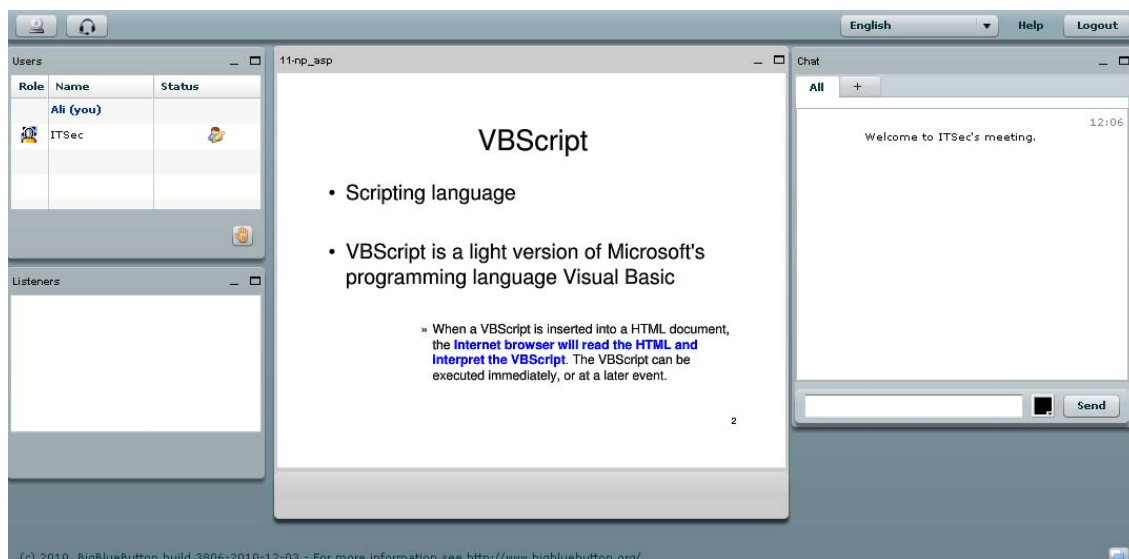 English
Help
Logout
Users
Role Name Status
Ali (you)
ITSec
Listeners
11-np_asp
VBScript
• Scripting language
• VBScript is a light version of Microsoft's
programming language Visual Basic
» When a VBScript is inserted into a HTML document,
the Internet browser will read the HTML and
interpret the VBScript. The VBScript can be
executed immediately, or at a later event.
2
Chat
All +
12:06
Welcome to ITSec's meeting.
Send
(c) 2010 BigBlueButton build 3806-2010-12-03 - For more information see http://www.bigbluebutton.org/